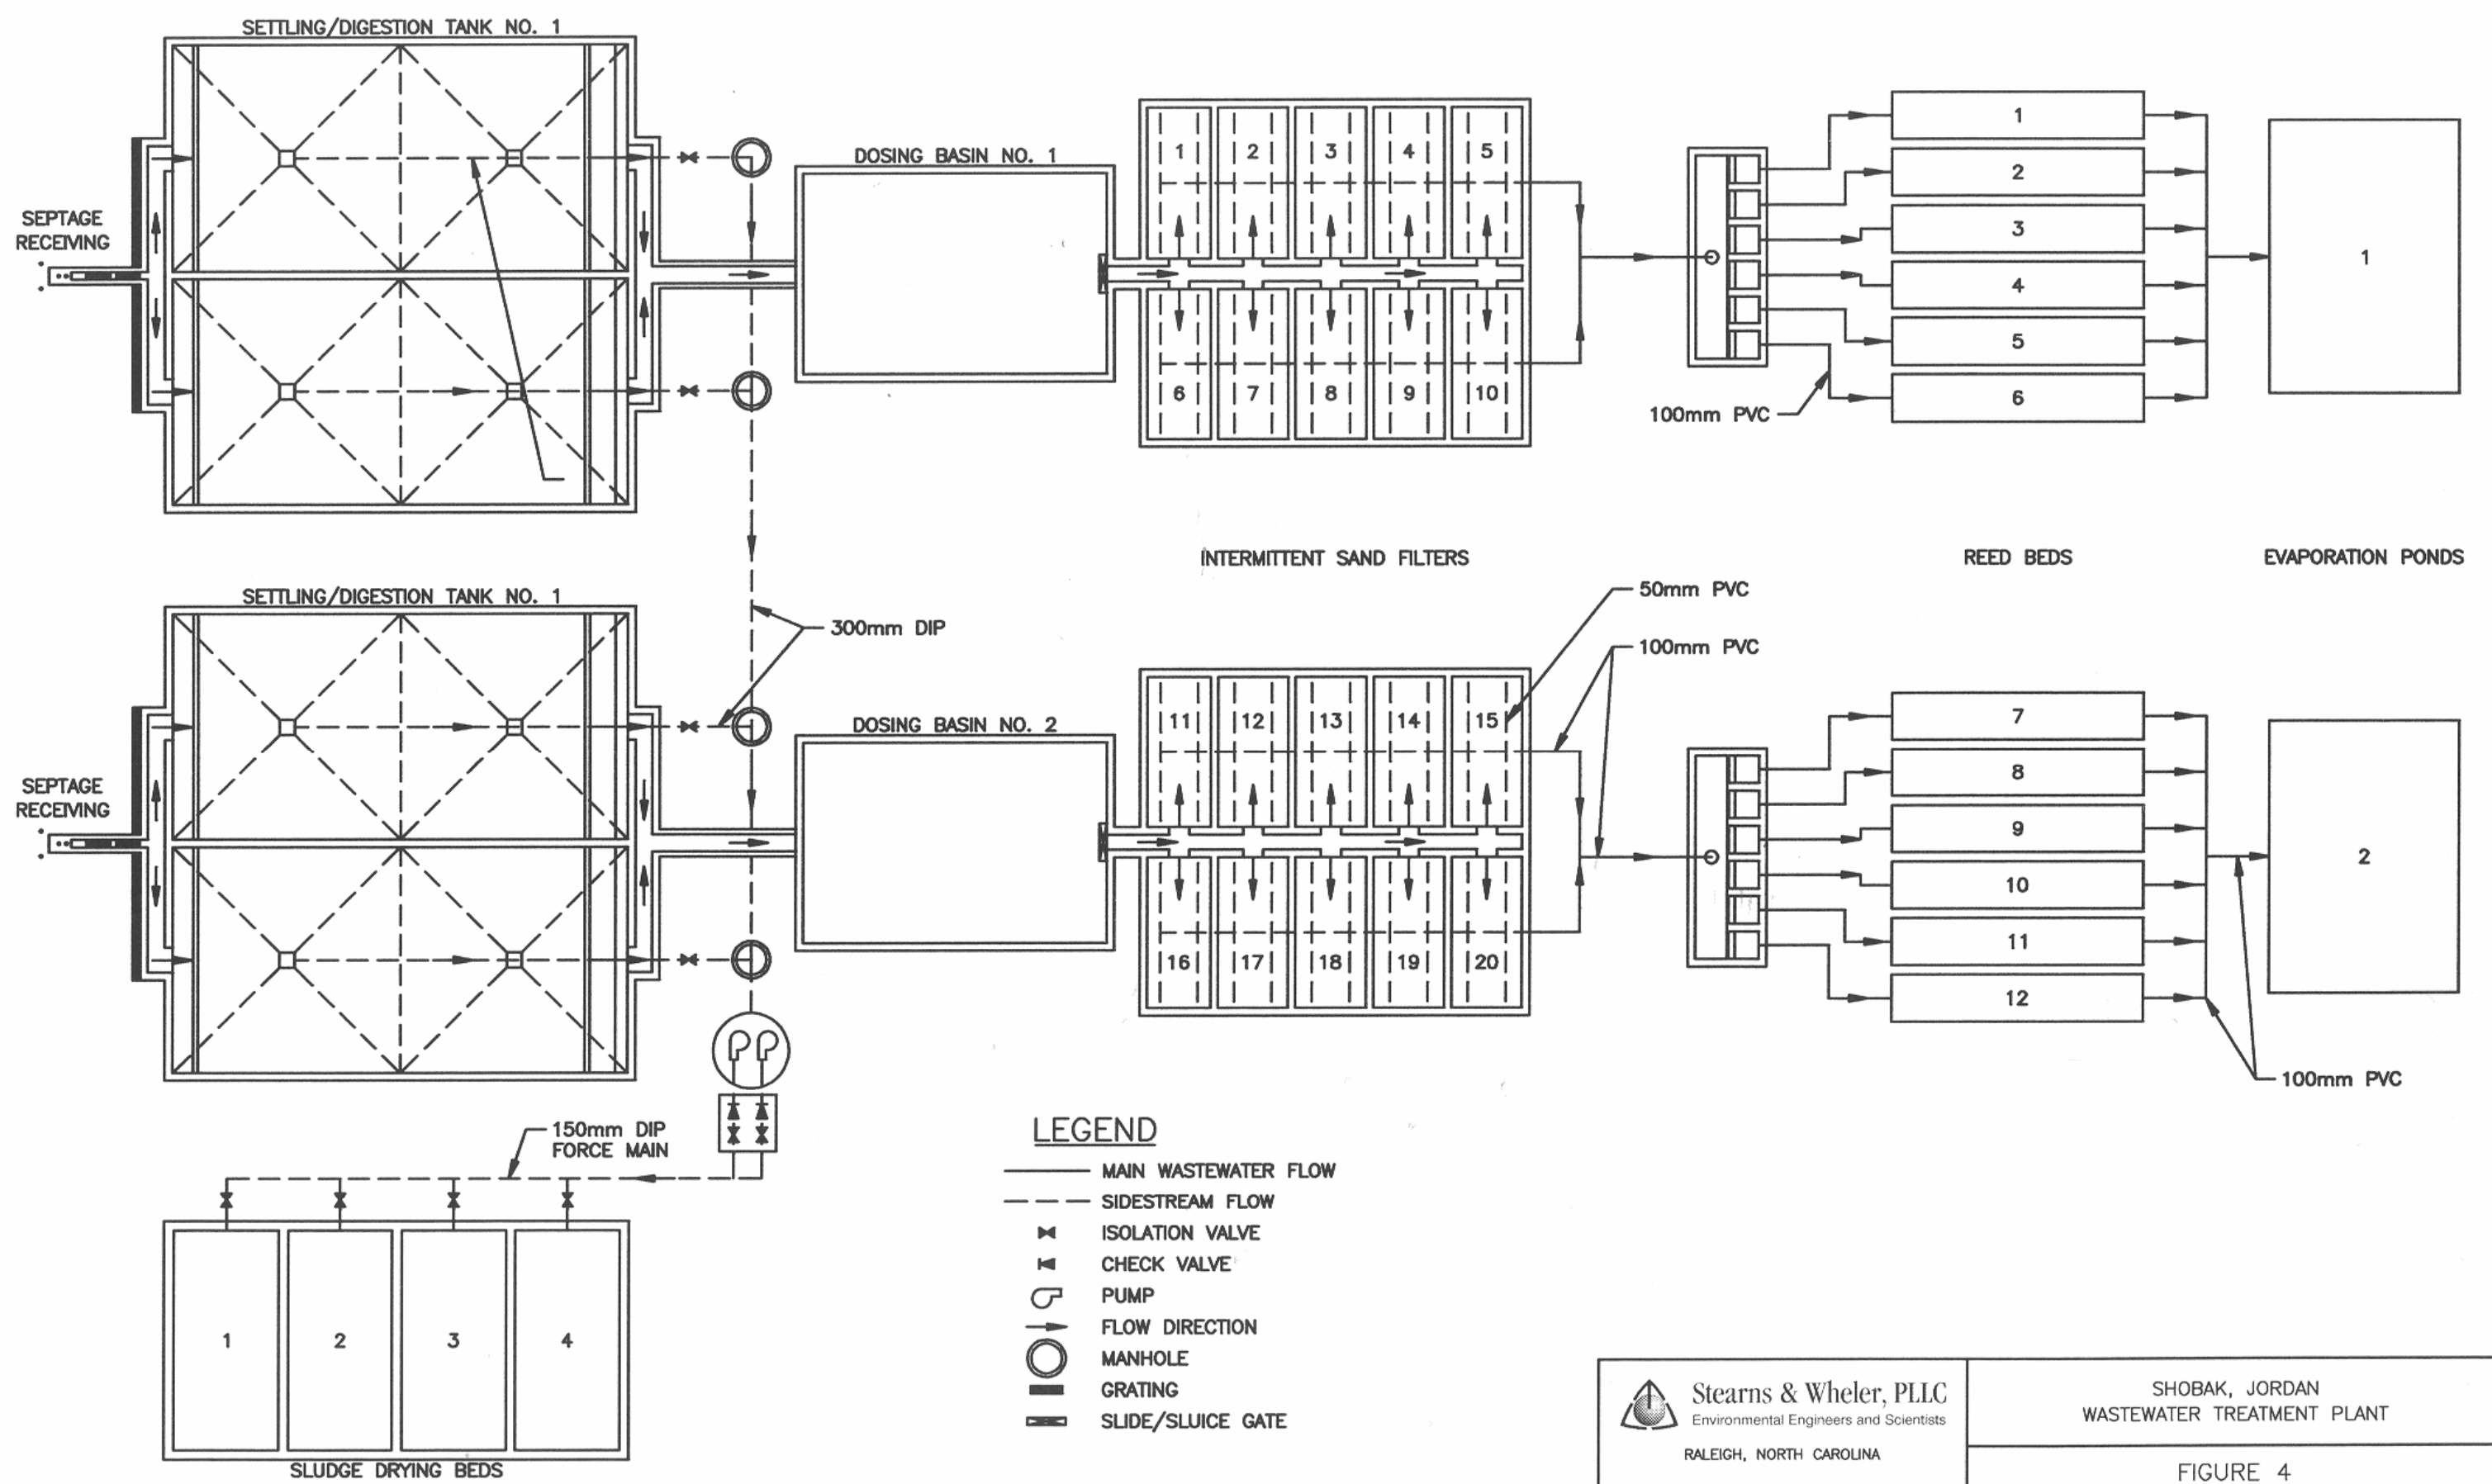 SETTLING/DIGESTION TANK NO. 1
SEPTAGE
RECEIVING
DOSING BASIN NO. 1
1 2 3 4 5
6 7 8 9 10
1
2
3
4
5
6
100mm PVC
1
INTERMITTENT SAND FILTERS
REED BEDS
EVAPORATION PONDS
SETTLING/DIGESTION TANK NO. 1
SEPTAGE
RECEIVING
300mm DIP
DOSING BASIN NO. 2
50mm PVC
100mm PVC
11 12 13 14 15
16 17 18 19 20
7
8
9
10
11
12
2
100mm PVC
150mm DIP
FORCE MAIN
1 2 3 4
SLUDGE DRYING BEDS
LEGEND
MAIN WASTEWATER FLOW
SIDESTREAM FLOW
ISOLATION VALVE
CHECK VALVE
PUMP
FLOW DIRECTION
MANHOLE
GRATING
SLIDE/SLUICE GATE
Stearns & Wheler, PLLC
Environmental Engineers and Scientists
RALEIGH, NORTH CAROLINA
SHOBAK, JORDAN
WASTEWATER TREATMENT PLANT
FIGURE 4